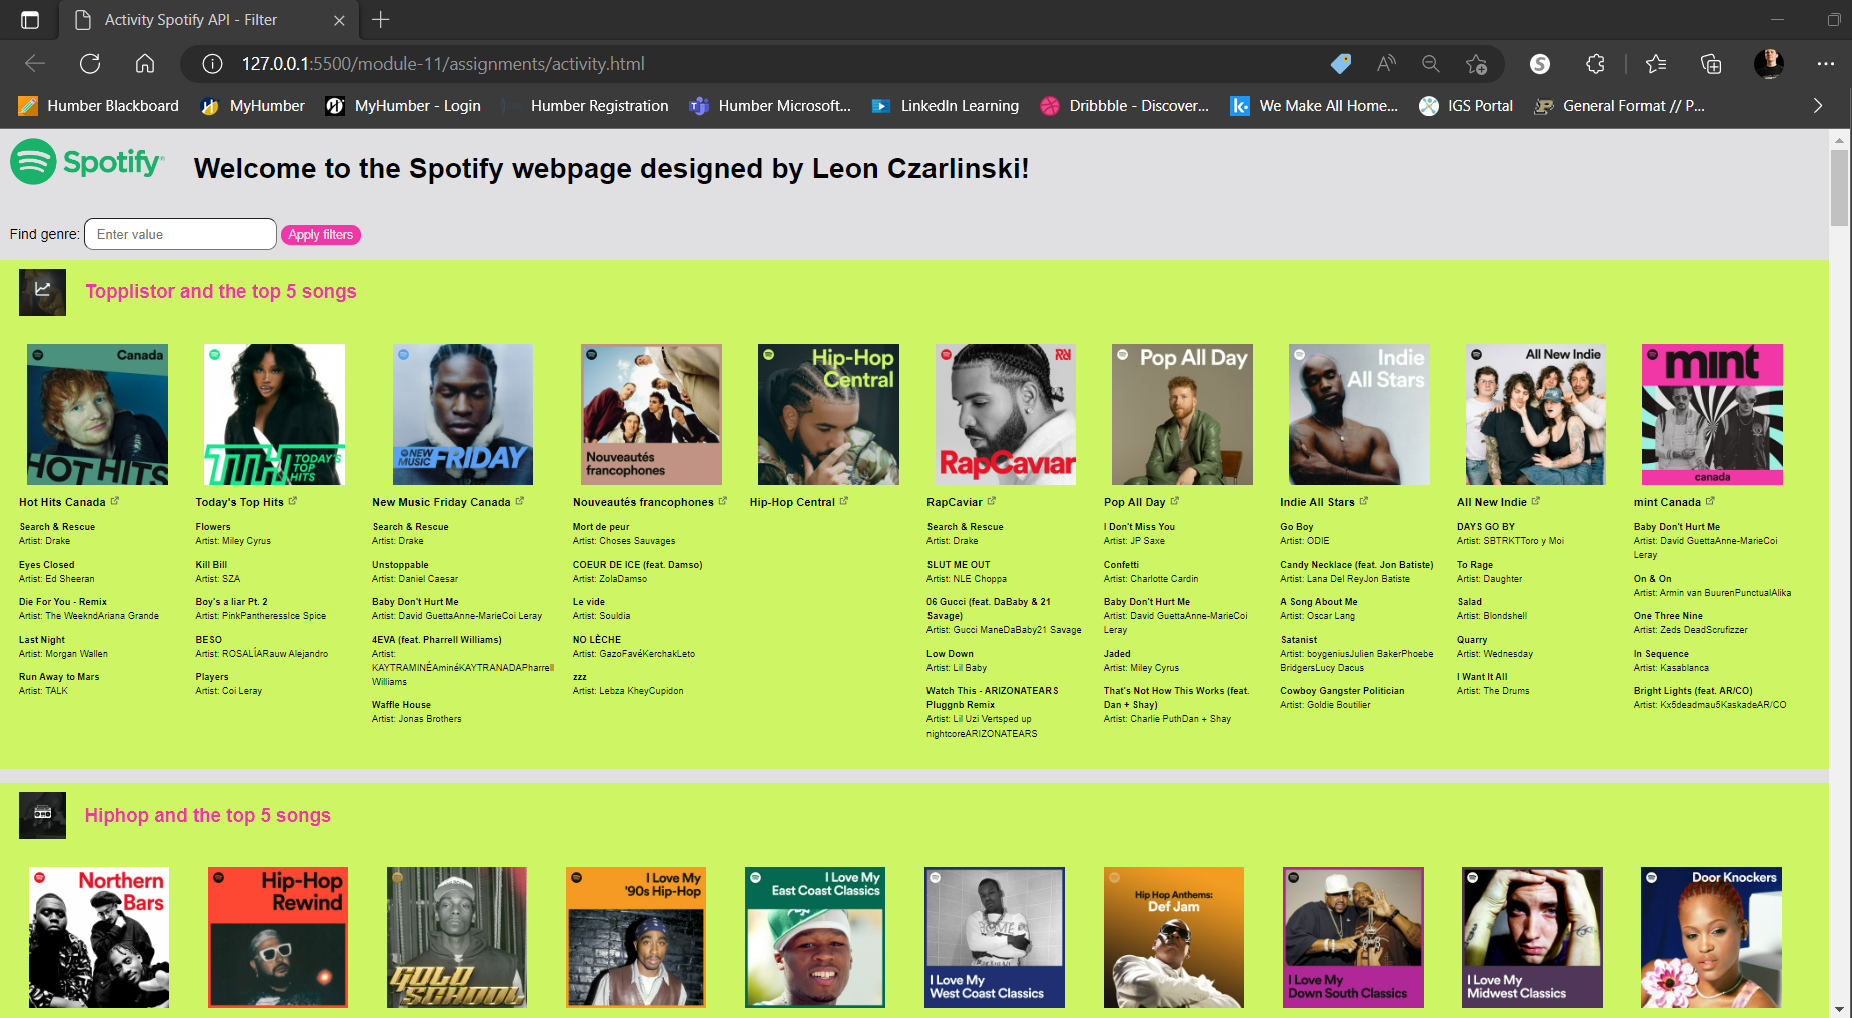 Activity Spotify API - Filter
127.0.0.1:5500/module-11/assignments/activity.html
Humber Blackboard
MyHumber
MyHumber - Login
Humber Registration
Humber Microsoft...
LinkedIn Learning
Dribbble - Discover...
We Make All Home...
IGS Portal
General Format // P...
Spotify
Welcome to the Spotify webpage designed by Leon Czarlinski!
Find genre:
Enter value
Apply filters
Topplistor and the top 5 songs
Canada
HOT HITS
Hot Hits Canada
Search & Rescue
Artist: Drake
Eyes Closed
Artist: Ed Sheeran
Die For You - Remix
Artist: The WeekndAriana Grande
Last Night
Artist: Morgan Wallen
Run Away to Mars
Artist: TALK
TTH TODAY'S
TOP
HITS
Today's Top Hits
Flowers
Artist: Miley Cyrus
Kill Bill
Artist: SZA
Boy's a liar Pt. 2
Artist: PinkPantheressIce Spice
BESO
Artist: ROSALÍARauw Alejandro
Players
Artist: Coi Leray
NEW
MUSIC FRIDAY
New Music Friday Canada
Search & Rescue
Artist: Drake
Unstoppable
Artist: Daniel Caesar
Baby Don't Hurt Me
Artist: David GuettaAnne-MarieCoi Leray
4EVA (feat. Pharrell Williams)
Artist:
KAYTRAMINÉAminéKAYTRANADAPharrell
Williams
Waffle House
Artist: Jonas Brothers
Nouveautés
francophones
Nouveautés francophones
Mort de peur
Artist: Choses Sauvages
COEUR DE ICE (feat. Damso)
Artist: ZolaDamso
Le vide
Artist: Souldia
NO LÈCHE
Artist: GazoFavéKerchakLeto
zzz
Artist: Lebza KheyCupidon
Hip-Hop
Central
Hip-Hop Central
RapCaviar
RapCaviar
Search & Rescue
Artist: Drake
SLUT ME OUT
Artist: NLE Choppa
06 Gucci (feat. DaBaby & 21
Savage)
Artist: Gucci ManeDaBaby21 Savage
Low Down
Artist: Lil Baby
Watch This - ARIZONATEARS
Pluggnb Remix
Artist: Lil Uzi Vertsped up
nightcoreARIZONATEARS
Pop All Day
Pop All Day
I Don't Miss You
Artist: JP Saxe
Confetti
Artist: Charlotte Cardin
Baby Don't Hurt Me
Artist: David GuettaAnne-MarieCoi
Leray
Jaded
Artist: Miley Cyrus
That's Not How This Works (feat.
Dan + Shay)
Artist: Charlie PuthDan + Shay
Indie
All Stars
Indie All Stars
Go Boy
Artist: ODIE
Candy Necklace (feat. Jon Batiste)
Artist: Lana Del ReyJon Batiste
A Song About Me
Artist: Oscar Lang
Satanist
Artist: boygeniusJulien BakerPhoebe
BridgersLucy Dacus
Cowboy Gangster Politician
Artist: Goldie Boutilier
All New Indie
All New Indie
DAYS GO BY
Artist: SBTRKTToro y Moi
To Rage
Artist: Daughter
Salad
Artist: Blondshell
Quarry
Artist: Wednesday
I Want It All
Artist: The Drums
mint
canada
mint Canada
Baby Don't Hurt Me
Artist: David GuettaAnne-MarieCoi
Leray
On & On
Artist: Armin van BuurenPunctualAlika
One Three Nine
Artist: Zeds DeadScrufizzer
In Sequence
Artist: Kasablanca
Bright Lights (feat. AR/CO)
Artist: Kx5deadmau5KaskadeAR/CO
Hiphop and the top 5 songs
Northern
Bars
Hip-Hop
Rewind
GOLD
SCHOOL
I Love My
'90s Hip-Hop
I Love My
East Coast Classics
I Love My
West Coast Classics
Hip Hop Anthems:
Def Jam
I Love My
Down South Classics
I Love My
Midwest Classics
Door Knockers